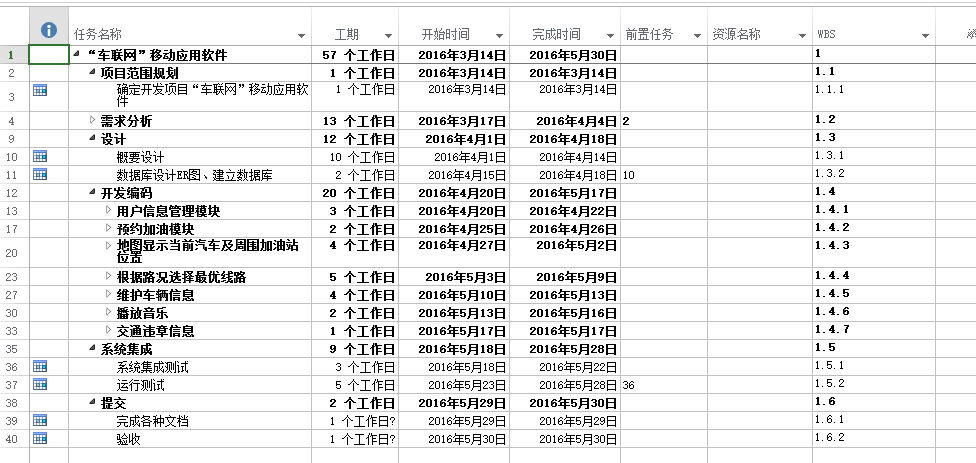 任务名称 工期 开始时间 完成时间 前置任务 资源名称 WBS
1 “车联网”移动应用软件 57 个工作日 2016年3月14日 2016年5月30日 1
2 项目范围规划 1 个工作日 2016年3月14日 2016年3月14日 1.1
3 确定开发项目“车联网”移动应用软 1 个工作日 2016年3月14日 2016年3月14日 1.1.1
件
4 需求分析 13 个工作日 2016年3月17日 2016年4月4日 2 1.2
9 设计 12 个工作日 2016年4月1日 2016年4月18日 1.3
10 概要设计 10 个工作日 2016年4月1日 2016年4月14日 1.3.1
11 数据库设计ER图、建立数据库 2 个工作日 2016年4月15日 2016年4月18日 10 1.3.2
12 开发编码 20 个工作日 2016年4月20日 2016年5月17日 1.4
13 用户信息管理模块 3 个工作日 2016年4月20日 2016年4月22日 1.4.1
17 预约加油模块 2 个工作日 2016年4月25日 2016年4月26日 1.4.2
20 地图显示当前汽车及周围加油站 4 个工作日 2016年4月27日 2016年5月2日 1.4.3
位置
23 根据路况选择最优线路 5 个工作日 2016年5月3日 2016年5月9日 1.4.4
27 维护车辆信息 4 个工作日 2016年5月10日 2016年5月13日 1.4.5
30 播放音乐 2 个工作日 2016年5月13日 2016年5月16日 1.4.6
33 交通违章信息 1 个工作日 2016年5月17日 2016年5月17日 1.4.7
35 系统集成 9 个工作日 2016年5月18日 2016年5月28日 1.5
36 系统集成测试 3 个工作日 2016年5月18日 2016年5月22日 1.5.1
37 运行测试 5 个工作日 2016年5月23日 2016年5月28日 36 1.5.2
38 提交 2 个工作日 2016年5月29日 2016年5月30日 1.6
39 完成各种文档 1 个工作日? 2016年5月29日 2016年5月29日 1.6.1
40 验收 1 个工作日? 2016年5月30日 2016年5月30日 1.6.2